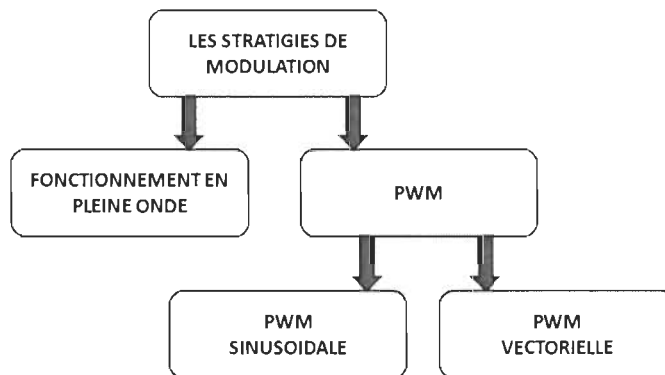 LES STRATIGIES DE
MODULATION
FONCTIONNEMENT EN
PLEINE ONDE
PWM
PWM
SINUSOIDALE
PWM
VECTORIELLE